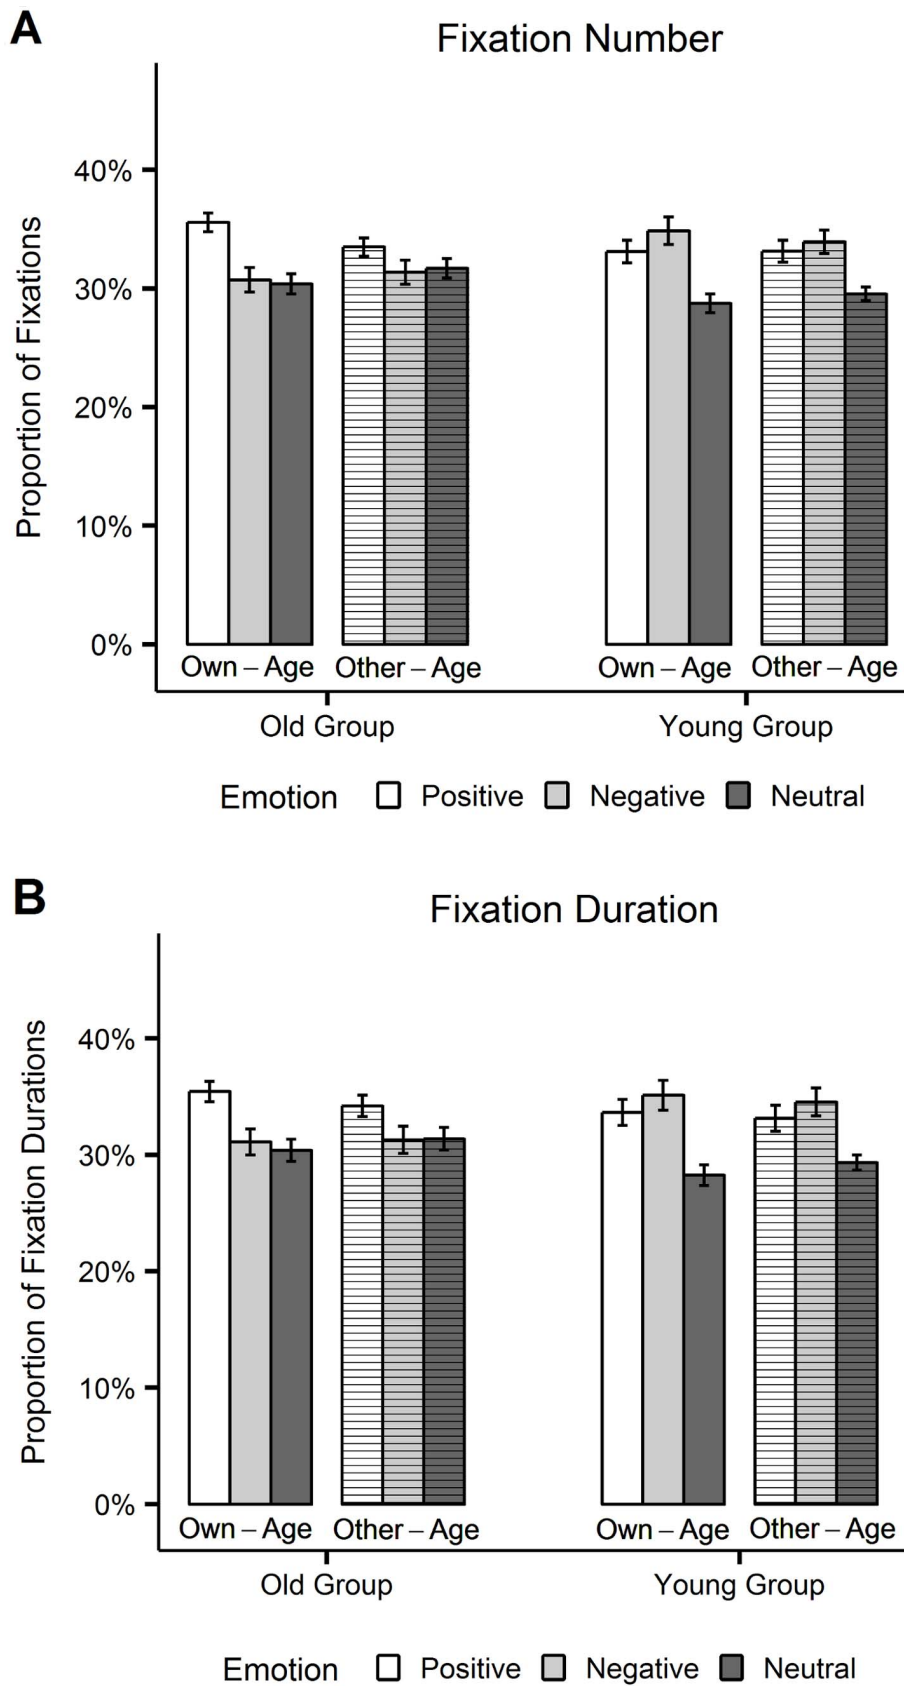 A
Fixation Number
Proportion of Fixations
40%
30%
20%
10%
0%
Own – Age Other – Age Own – Age Other – Age
Old Group Young Group
Emotion Positive Negative Neutral
B
Fixation Duration
Proportion of Fixation Durations
40%
30%
20%
10%
0%
Own – Age Other – Age Own – Age Other – Age
Old Group Young Group
Emotion Positive Negative Neutral